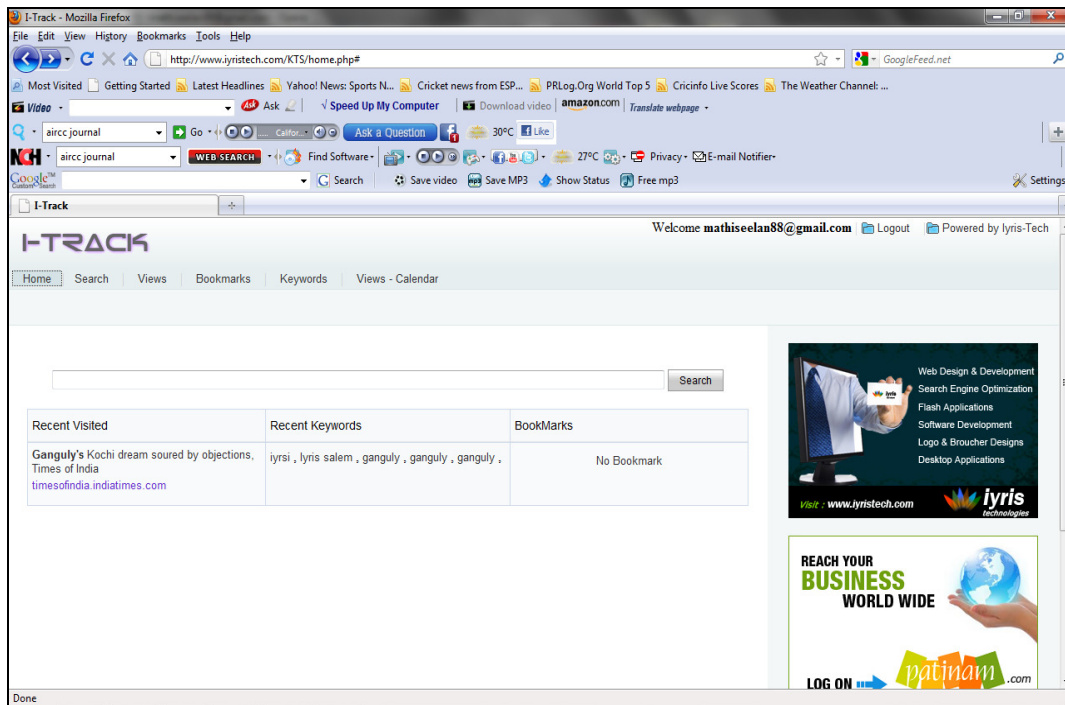 I-Track - Mozilla Firefox
File Edit View History Bookmarks Tools Help
http://www.iyristech.com/KTS/home.php#
GoogleFeed.net
Most Visited Getting Started Latest Headlines Yahoo! News: Sports N... Cricket news from ESP... PRLog.Org World Top 5 Cricinfo Live Scores The Weather Channel: ...
Video Ask Ask √ Speed Up My Computer Download video amazon.com Translate webpage
aircc journal Go .... Califor... Ask a Question 30°C Like
NCH aircc journal WEB SEARCH Find Software 27°C Privacy E-mail Notifier
Google™ Custom Search Search Save video Save MP3 Show Status Free mp3 Settings
I-Track
Welcome mathiseelan88@gmail.com Logout Powered by Iyris-Tech
I-TRACK
Home Search Views Bookmarks Keywords Views - Calendar
Search
Recent Visited Recent Keywords BookMarks
Ganguly's Kochi dream soured by objections, Times of India
timesofindia.indiatimes.com
iyrsi , Iyris salem , ganguly , ganguly , ganguly ,
No Bookmark
Web Design & Development
Search Engine Optimization
Flash Applications
Software Development
Logo & Broucher Designs
Desktop Applications
Visit : www.iyristech.com
iyris
technologies
REACH YOUR
BUSINESS
WORLD WIDE
LOG ON
patinam.com
Done